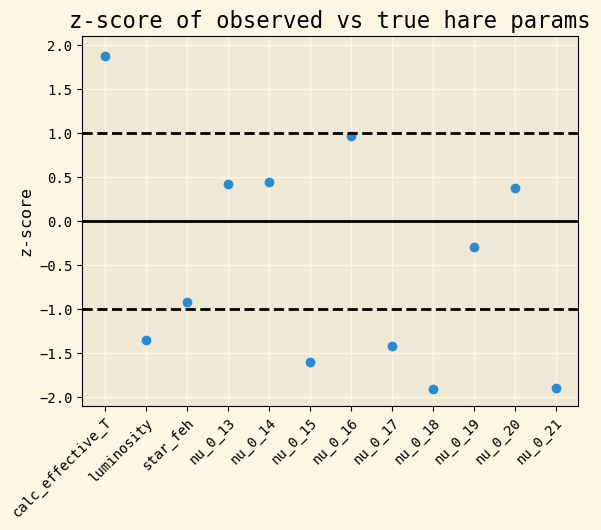 z-score of observed vs true hare params
z-score
2.0
1.5
1.0
0.5
0.0
−0.5
−1.0
−1.5
−2.0
calc_effective_T
luminosity
star_feh
nu_0_13
nu_0_14
nu_0_15
nu_0_16
nu_0_17
nu_0_18
nu_0_19
nu_0_20
nu_0_21